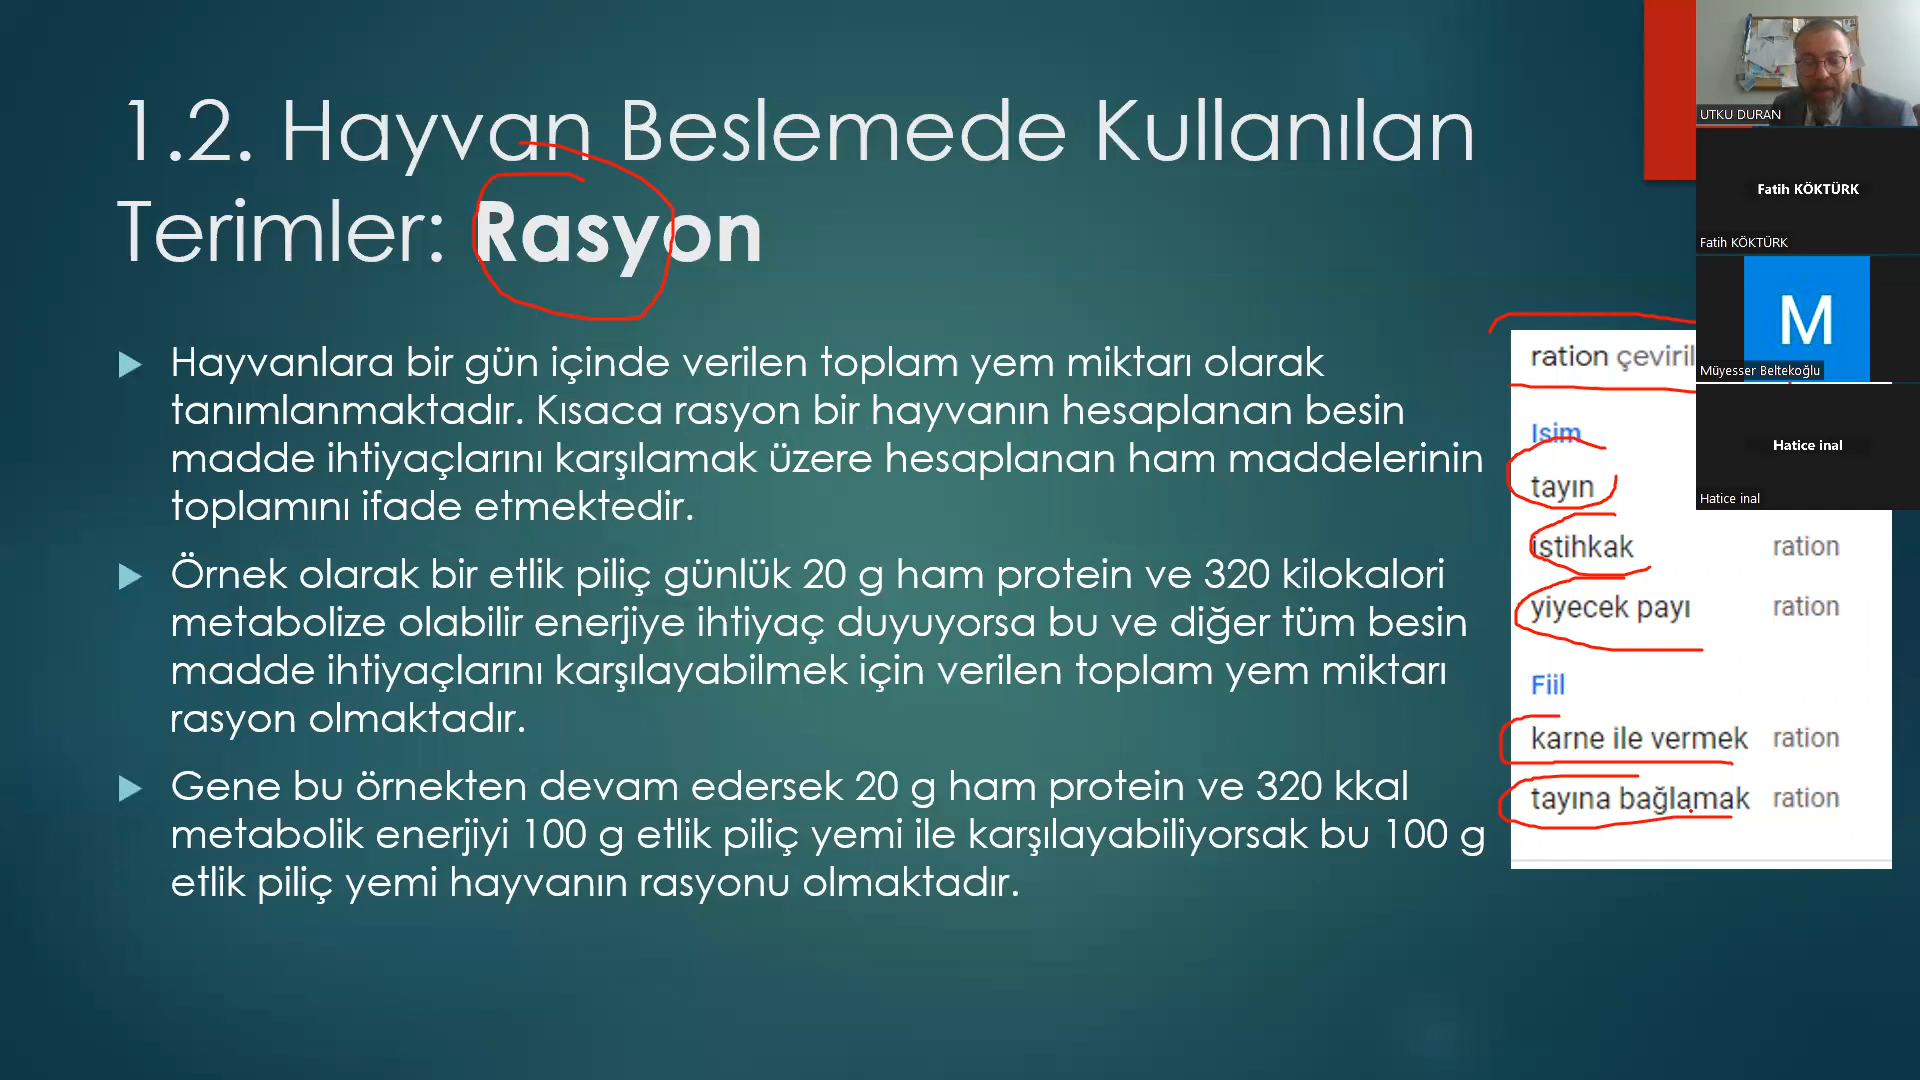 1.2. Hayvan Beslemede Kullanılan
Terimler: Rasyon
Hayvanlara bir gün içinde verilen toplam yem miktarı olarak
tanımlanmaktadır. Kısaca rasyon bir hayvanın hesaplanan besin
madde ihtiyaçlarını karşılamak üzere hesaplanan ham maddelerinin
toplamını ifade etmektedir.
Örnek olarak bir etlik piliç günlük 20 g ham protein ve 320 kilokalori
metabolize olabilir enerjiye ihtiyaç duyuyorsa bu ve diğer tüm besin
madde ihtiyaçlarını karşılayabilmek için verilen toplam yem miktarı
rasyon olmaktadır.
Gene bu örnekten devam edersek 20 g ham protein ve 320 kkal
metabolik enerjiyi 100 g etlik piliç yemi ile karşılayabiliyorsak bu 100 g
etlik piliç yemi hayvanın rasyonu olmaktadır.
ration çeviril
İsim
tayın
istihkak ration
yiyecek payı ration
Fiil
karne ile vermek ration
tayına bağlamak ration
UTKU DURAN
Fatih KÖKTÜRK
Fatih KÖKTÜRK
M
Müyesser Beltekoğlu
Hatice inal
Hatice inal